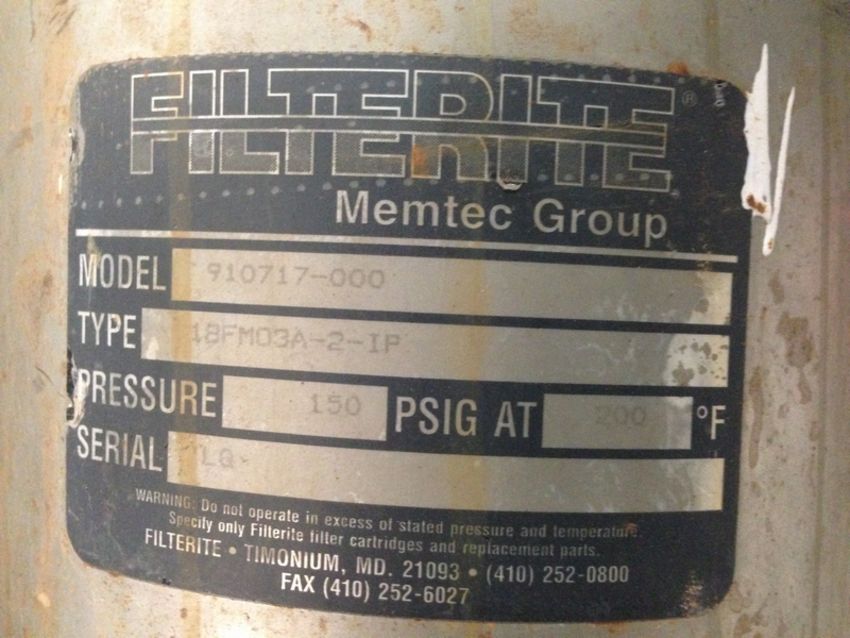 FILTERITE®
Memtec Group
MODEL 910717-000
TYPE 18FM03A-2-IP
PRESSURE 150 PSIG AT 200 °F
SERIAL LQ
WARNING: Do not operate in excess of stated pressure and temperature.
Specify only Filterite filter cartridges and replacement parts.
FILTERITE • TIMONIUM, MD. 21093 • (410) 252-0800
FAX (410) 252-6027